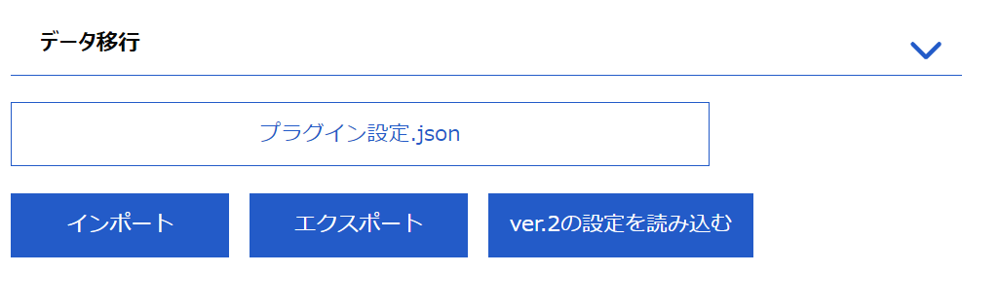 データ移行
プラグイン設定.json
インポート
エクスポート
ver.2の設定を読み込む